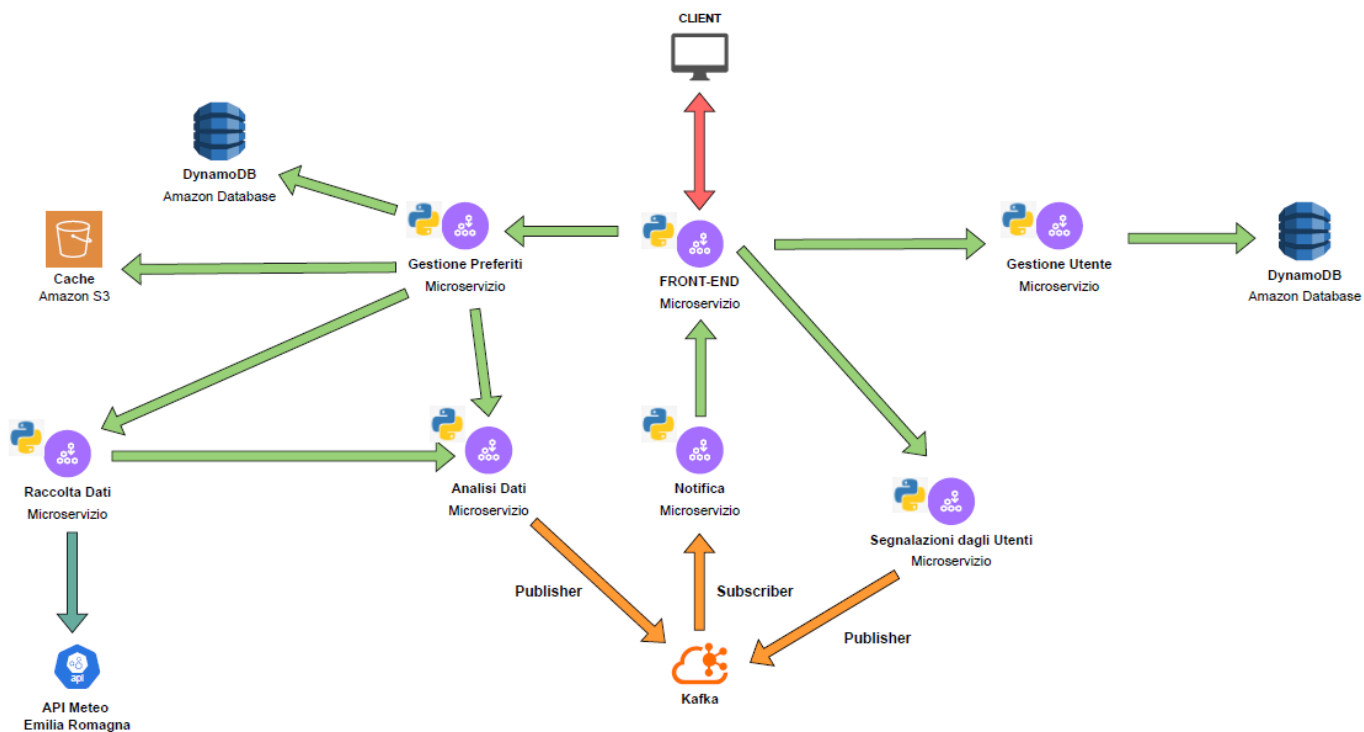 CLIENT
DynamoDB
Amazon Database
Cache
Amazon S3
Gestione Preferiti
Microservizio
FRONT-END
Microservizio
Gestione Utente
Microservizio
DynamoDB
Amazon Database
Raccolta Dati
Microservizio
Analisi Dati
Microservizio
Notifica
Microservizio
Segnalazioni dagli Utenti
Microservizio
Publisher
Subscriber
Publisher
api
API Meteo
Emilia Romagna
Kafka